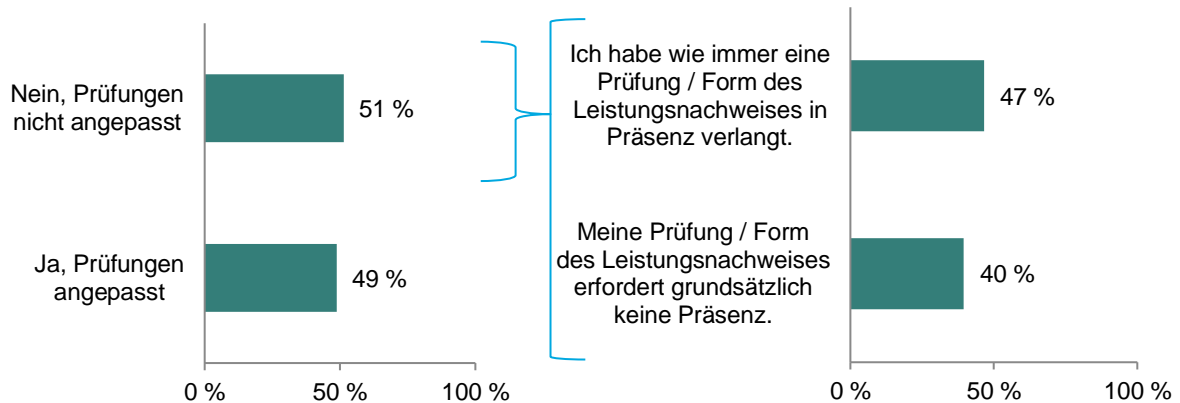 Nein, Prüfungen
nicht angepasst
51 %
Ja, Prüfungen
angepasst
49 %
0 %
50 %
100 %
Ich habe wie immer eine
Prüfung / Form des
Leistungsnachweises in
Präsenz verlangt.
47 %
Meine Prüfung / Form
des Leistungsnachweises
erfordert grundsätzlich
keine Präsenz.
40 %
0 %
50 %
100 %